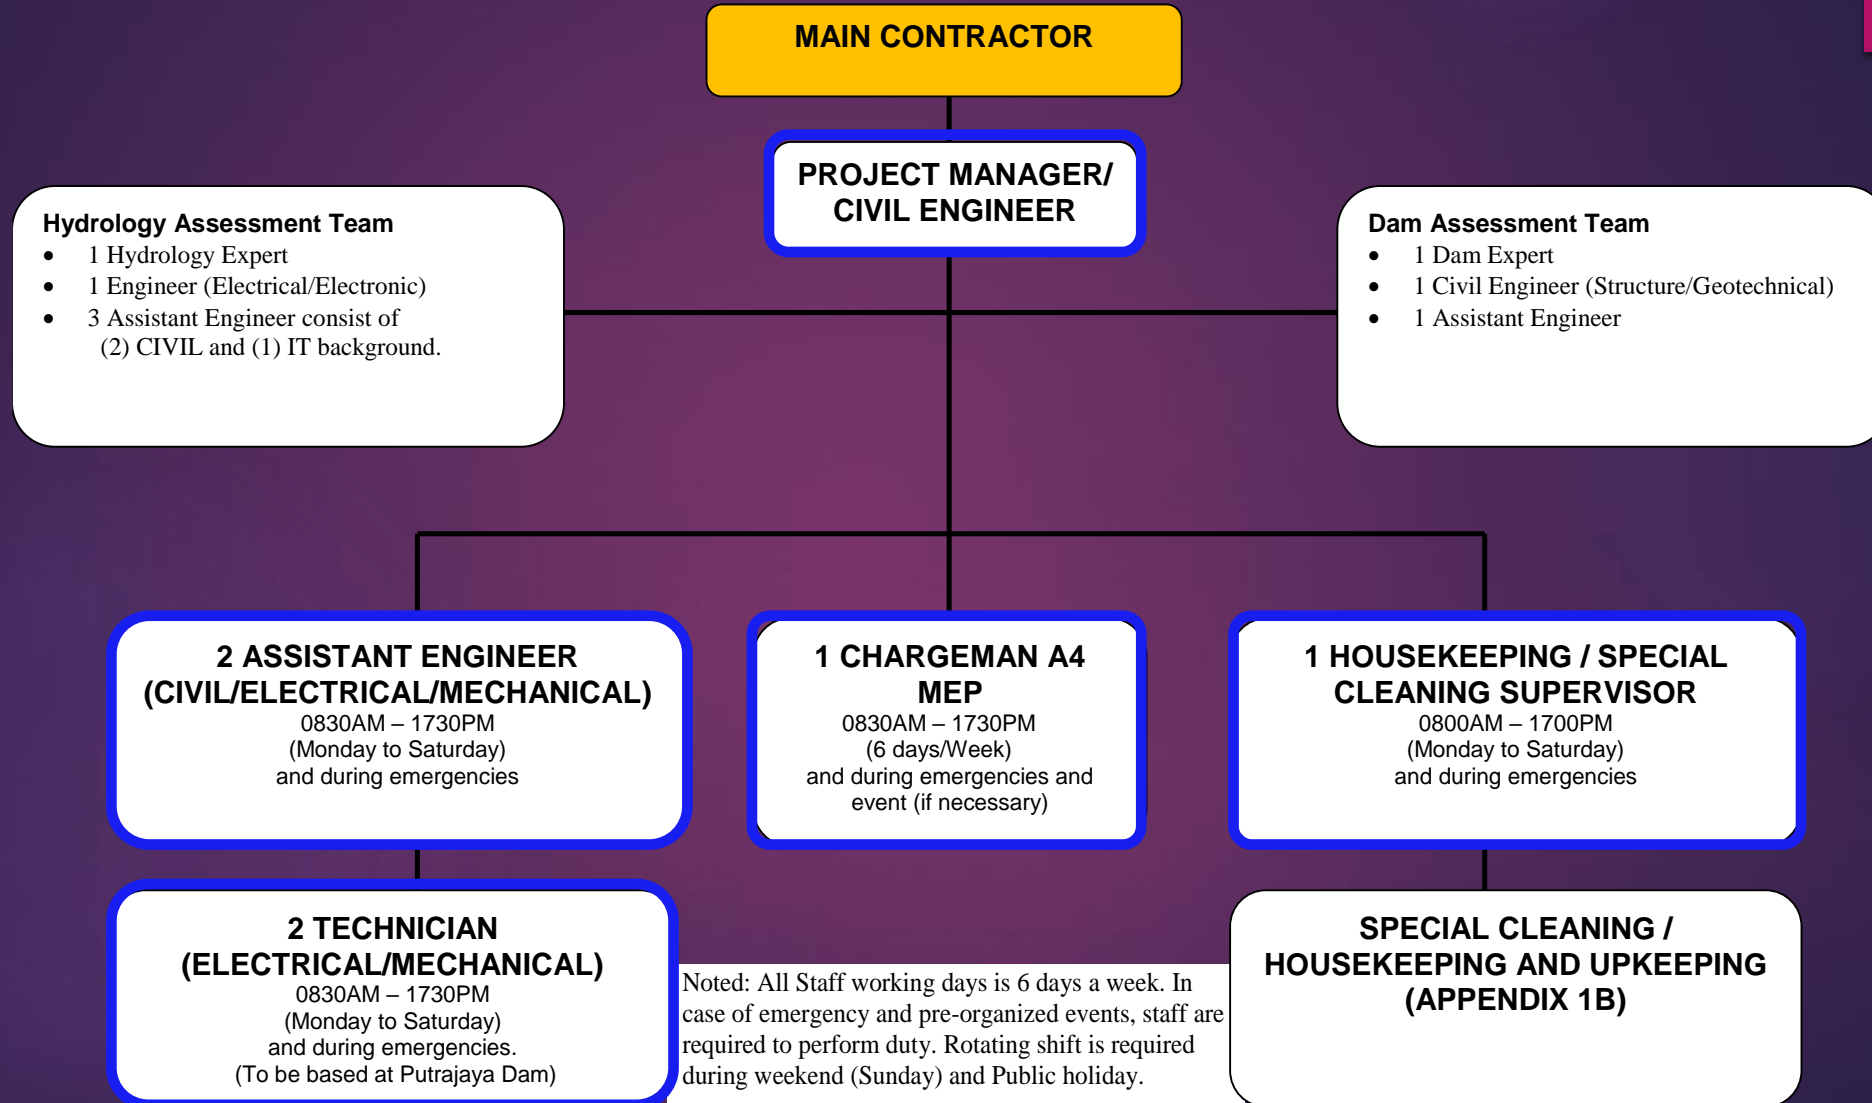 MAIN CONTRACTOR
PROJECT MANAGER/
CIVIL ENGINEER
Hydrology Assessment Team
• 1 Hydrology Expert
• 1 Engineer (Electrical/Electronic)
• 3 Assistant Engineer consist of
(2) CIVIL and (1) IT background.
Dam Assessment Team
• 1 Dam Expert
• 1 Civil Engineer (Structure/Geotechnical)
• 1 Assistant Engineer
2 ASSISTANT ENGINEER
(CIVIL/ELECTRICAL/MECHANICAL)
0830AM – 1730PM
(Monday to Saturday)
and during emergencies
1 CHARGEMAN A4
MEP
0830AM – 1730PM
(6 days/Week)
and during emergencies and
event (if necessary)
1 HOUSEKEEPING / SPECIAL
CLEANING SUPERVISOR
0800AM – 1700PM
(Monday to Saturday)
and during emergencies
2 TECHNICIAN
(ELECTRICAL/MECHANICAL)
0830AM – 1730PM
(Monday to Saturday)
and during emergencies.
(To be based at Putrajaya Dam)
Noted: All Staff working days is 6 days a week. In
case of emergency and pre-organized events, staff are
required to perform duty. Rotating shift is required
during weekend (Sunday) and Public holiday.
SPECIAL CLEANING /
HOUSEKEEPING AND UPKEEPING
(APPENDIX 1B)